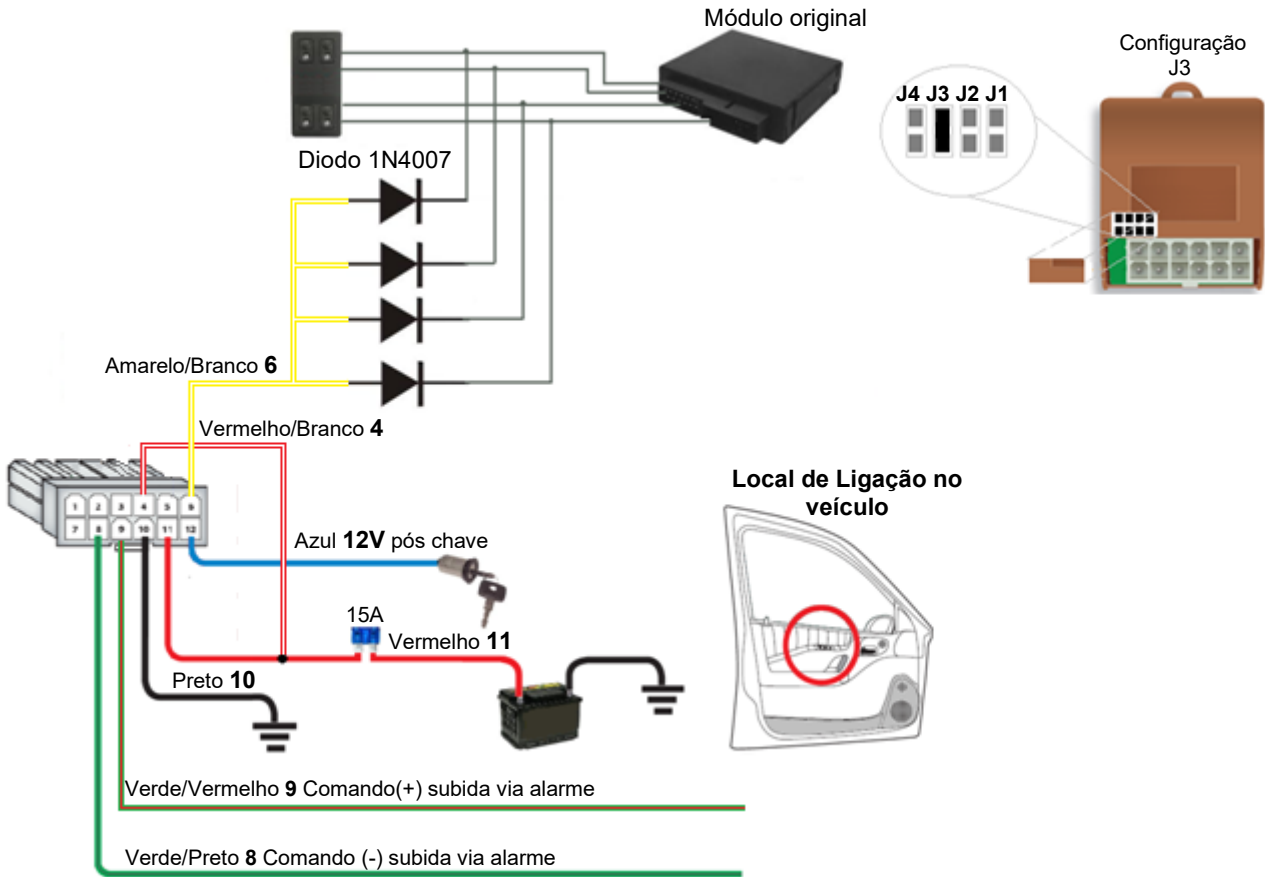 Módulo original
Configuração
J3
J4 J3 J2 J1
Diodo 1N4007
Amarelo/Branco 6
Vermelho/Branco 4
1 2 3 4 5 6
7 8 9 10 11 12
Local de Ligação no
veículo
Azul 12V pós chave
15A
Vermelho 11
Preto 10
Verde/Vermelho 9 Comando(+) subida via alarme
Verde/Preto 8 Comando (-) subida via alarme